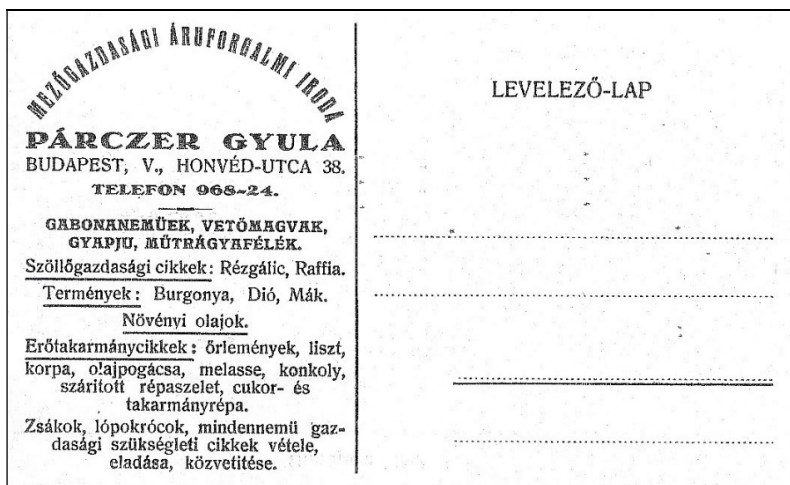 MEZŐGAZDASÁGI ÁRUFORGALMI IRODA
PÁRCZER GYULA
BUDAPEST, V., HONVÉD-UTCA 38.
TELEFON 968-24.
GABONANEMÜEK, VETŐMAGVAK,
GYAPJU, MŰTRÁGYAFÉLÉK.
Szöllőgazdasági cikkek: Rézgálic, Raffia.
Termények: Burgonya, Dió, Mák.
Növényi olajok.
Erőtakarmánycikkek: őrlemények, liszt,
korpa, olajpogácsa, melasse, konkoly,
szárított répaszelet, cukor- és
takarmányrépa.
Zsákok, lópokrócok, mindennemü gaz-
dasági szükségleti cikkek vétele,
eladása, közvetitése.
LEVELEZŐ-LAP